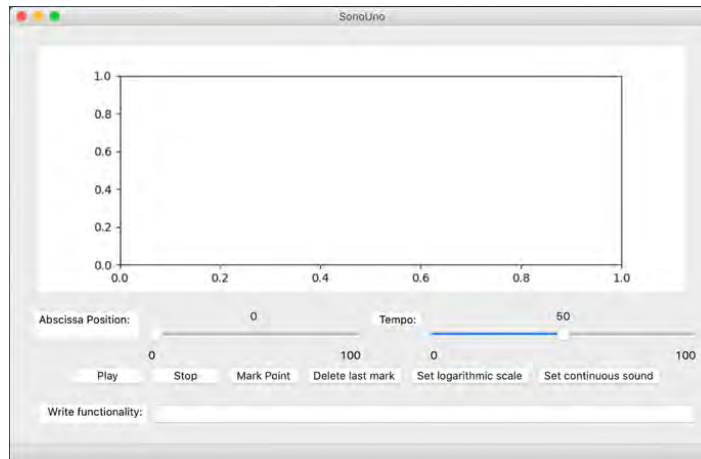 SonoUno
1.0
0.8
0.6
0.4
0.2
0.0
0.0 0.2 0.4 0.6 0.8 1.0
Abscissa Position: 0 Tempo: 50
0 100 0 100
Play Stop Mark Point Delete last mark Set logarithmic scale Set continuous sound
Write functionality: